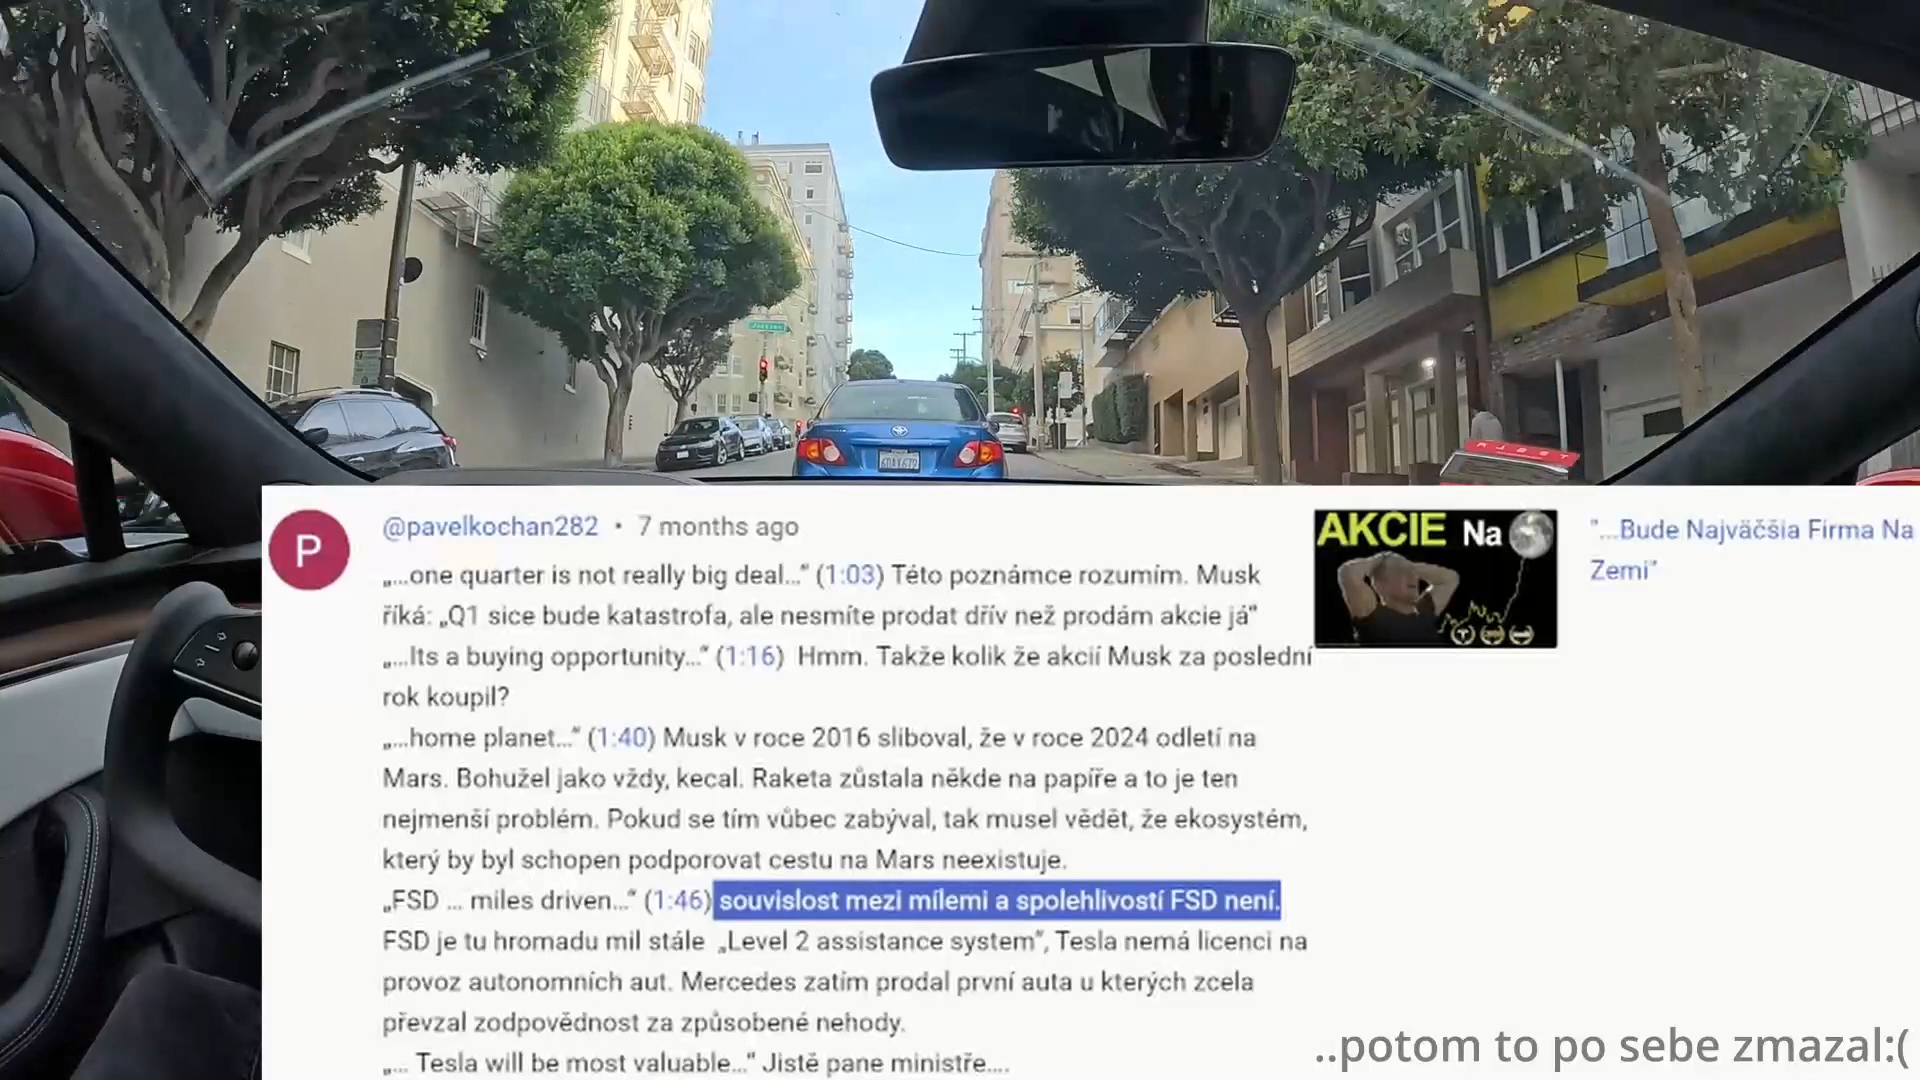 Jackson
@pavelkochan282 • 7 months ago
„...one quarter is not really big deal...“ (1:03) Této poznámce rozumím. Musk
říká: „Q1 sice bude katastrofa, ale nesmíte prodat dřív než prodám akcie já"
„...Its a buying opportunity...“ (1:16) Hmm. Takže kolik že akcií Musk za poslední
rok koupil?
„...home planet...“ (1:40) Musk v roce 2016 sliboval, že v roce 2024 odletí na
Mars. Bohužel jako vždy, kecal. Raketa zůstala někde na papíře a to je ten
nejmenší problém. Pokud se tím vůbec zabýval, tak musel vědět, že ekosystém,
který by byl schopen podporovat cestu na Mars neexistuje.
„FSD ... miles driven...“ (1:46) souvislost mezi mílemi a spolehlivostí FSD není.
FSD je tu hromadu mil stále „Level 2 assistance system“, Tesla nemá licenci na
provoz autonomních aut. Mercedes zatím prodal první auta u kterých zcela
převzal zodpovědnost za způsobené nehody.
„... Tesla will be most valuable...“ Jistě pane ministře....
P
AKCIE Na
"...Bude Najväčšia Firma Na
Zemi"
..potom to po sebe zmazal:(